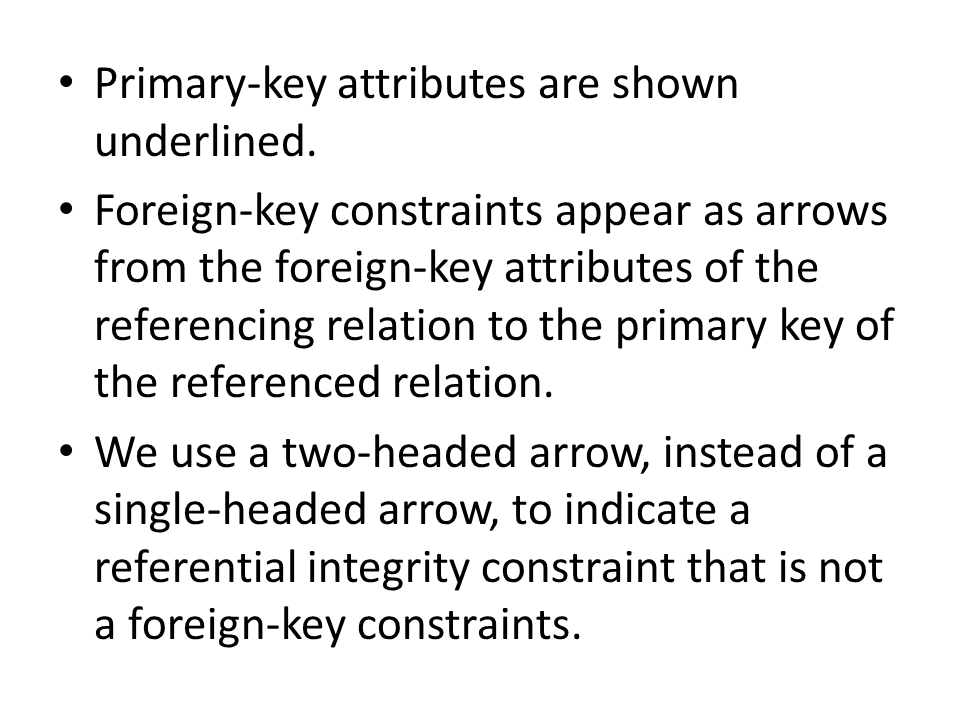 • Primary-key attributes are shown
underlined.
• Foreign-key constraints appear as arrows
from the foreign-key attributes of the
referencing relation to the primary key of
the referenced relation.
• We use a two-headed arrow, instead of a
single-headed arrow, to indicate a
referential integrity constraint that is not
a foreign-key constraints.